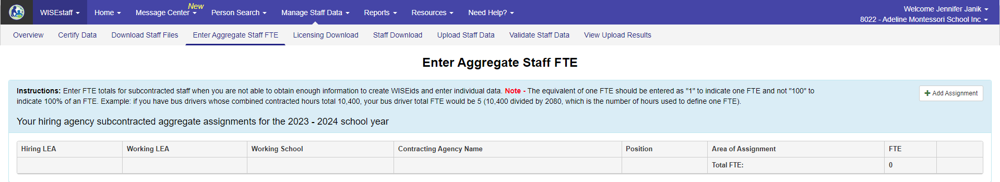 New
WISEstaff Home Message Center Person Search Manage Staff Data Reports Resources Need Help? Welcome Jennifer Janik
8022 - Adeline Montessori School Inc
Overview Certify Data Download Staff Files Enter Aggregate Staff FTE Licensing Download Staff Download Upload Staff Data Validate Staff Data View Upload Results
Enter Aggregate Staff FTE
Instructions: Enter FTE totals for subcontracted staff when you are not able to obtain enough information to create WISEids and enter individual data. Note - The equivalent of one FTE should be entered as "1" to indicate one FTE and not "100" to
indicate 100% of an FTE. Example: if you have bus drivers whose combined contracted hours total 10,400, your bus driver total FTE would be 5 (10,400 divided by 2080, which is the number of hours used to define one FTE).
Add Assignment
Your hiring agency subcontracted aggregate assignments for the 2023 - 2024 school year
Hiring LEA Working LEA Working School Contracting Agency Name Position Area of Assignment FTE
Total FTE: 0